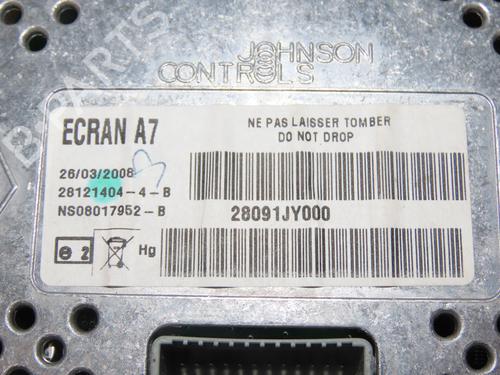 JOHNSON
CONTROLS
ECRAN A7
NE PAS LAISSER TOMBER
DO NOT DROP
26/03/2008
28121404-4-B
NS08017952-B
28091JY000
2
Hg